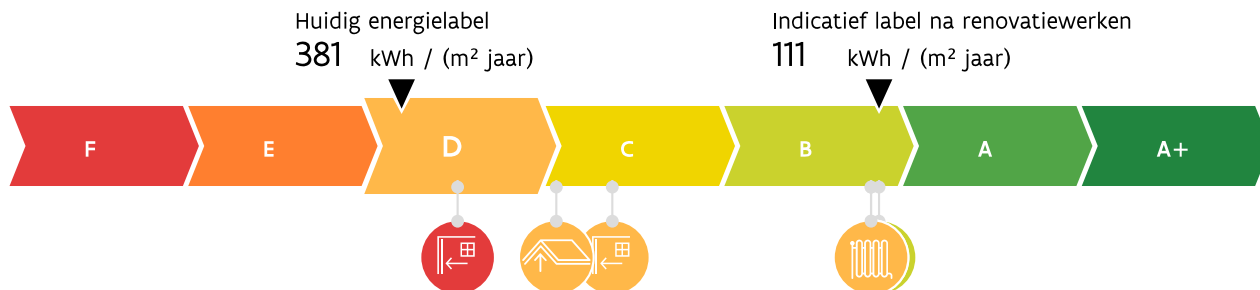 Huidig energielabel
381 kWh / (m² jaar)
Indicatief label na renovatiewerken
111 kWh / (m² jaar)
F E D C B A A+